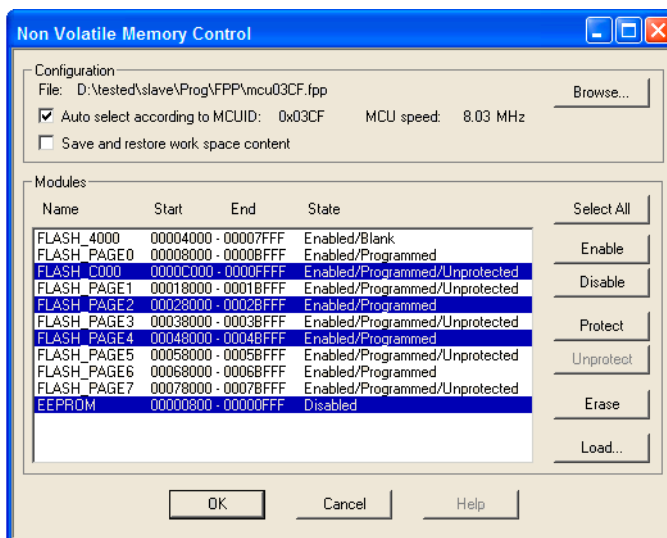 Non Volatile Memory Control
Configuration
File: D:\tested\slave\Prog\FPP\mcu03CF.fpp
Browse...
Auto select according to MCUID: 0x03CF MCU speed: 8.03 MHz
Save and restore work space content
Modules
Name Start End State
Select All
FLASH_4000 00004000 - 00007FFF Enabled/Blank
FLASH_PAGE0 00008000 - 0000BFFF Enabled/Programmed
Enable
FLASH_C000 0000C000 - 0000FFFF Enabled/Programmed/Unprotected
FLASH_PAGE1 00018000 - 0001BFFF Enabled/Programmed/Unprotected
Disable
FLASH_PAGE2 00028000 - 0002BFFF Enabled/Programmed
FLASH_PAGE3 00038000 - 0003BFFF Enabled/Programmed/Unprotected
Protect
FLASH_PAGE4 00048000 - 0004BFFF Enabled/Programmed
FLASH_PAGE5 00058000 - 0005BFFF Enabled/Programmed/Unprotected
Unprotect
FLASH_PAGE6 00068000 - 0006BFFF Enabled/Programmed
FLASH_PAGE7 00078000 - 0007BFFF Enabled/Programmed/Unprotected
EEPROM 00000800 - 00000FFF Disabled
Erase
Load...
OK
Cancel
Help